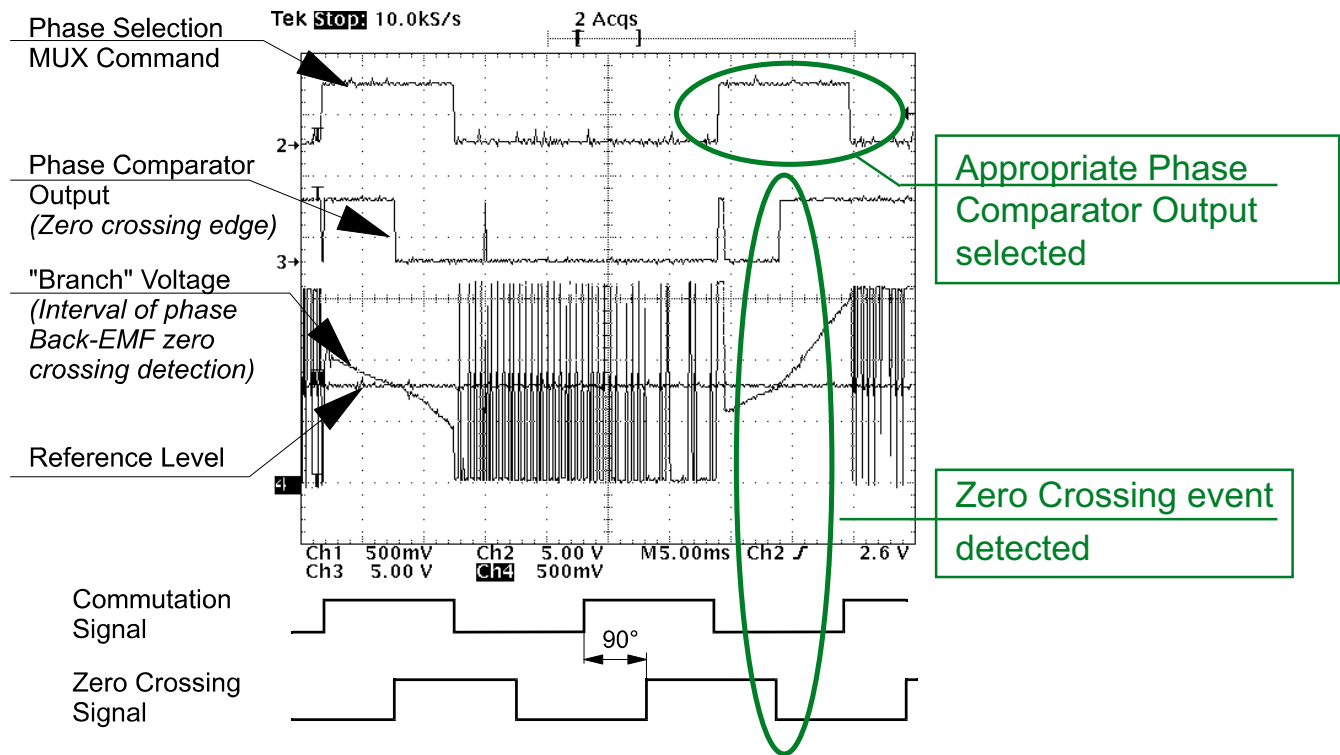 Tek Stop: 10.0kS/s
2 Acqs
Phase Selection
MUX Command
2
Phase Comparator
Output
(Zero crossing edge)
3
"Branch" Voltage
(Interval of phase
Back-EMF zero
crossing detection)
Reference Level
4
Appropriate Phase
Comparator Output
selected
Zero Crossing event
detected
Ch1 500mV Ch2 5.00 V M5.00ms Ch2 2.6 V
Ch3 5.00 V Ch4 500mV
Commutation
Signal
90°
Zero Crossing
Signal